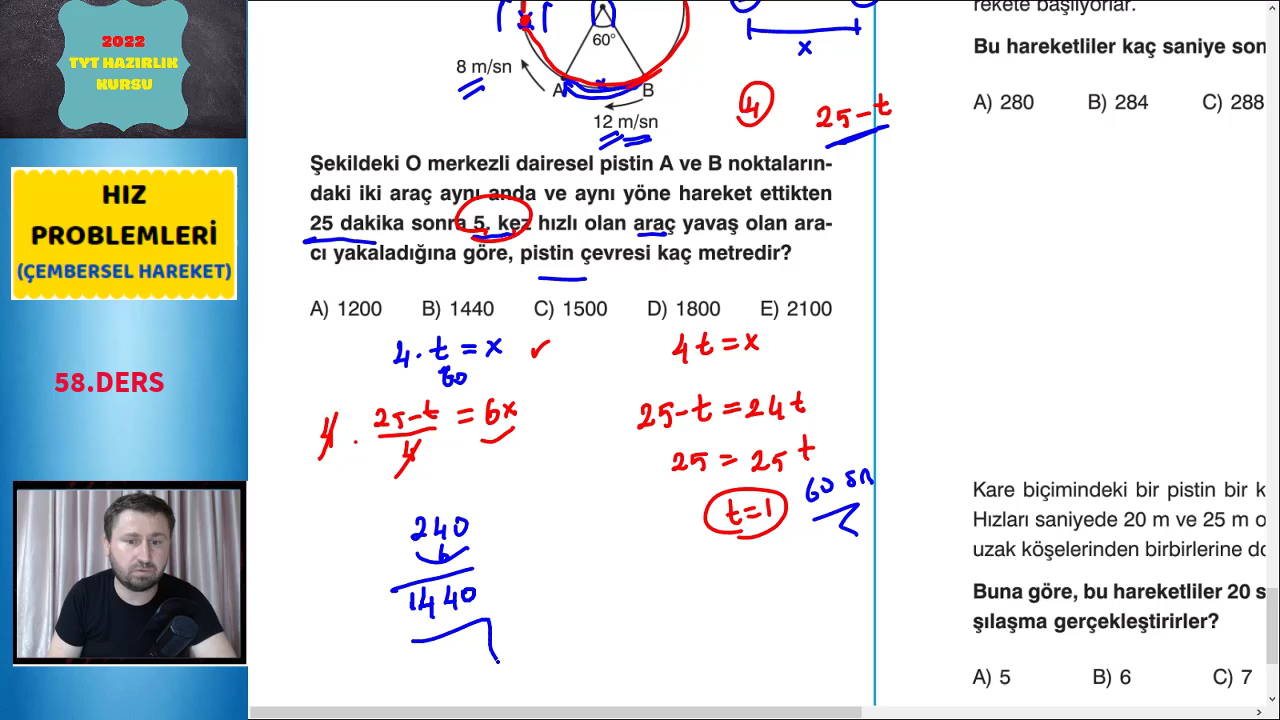 2022
TYT HAZIRLIK
KURSU
HIZ
PROBLEMLERİ
(ÇEMBERSEL HAREKET)
58.DERS
60°
8 m/sn
A
B
12 m/sn
x
4
25-t
Şekildeki O merkezli dairesel pistin A ve B noktaların-
daki iki araç aynı anda ve aynı yöne hareket ettikten
25 dakika sonra 5. kez hızlı olan araç yavaş olan ara-
cı yakaladığına göre, pistin çevresi kaç metredir?
A) 1200 B) 1440 C) 1500 D) 1800 E) 2100
4.t=x
60
4. 25-t/4 = 6x
240
6
1440
4t=x
25-t=24t
25=25t
t=1
60 sn
rekete başlıyorlar.
Bu hareketliler kaç saniye son
A) 280 B) 284 C) 288
Kare biçimindeki bir pistin bir k
Hızları saniyede 20 m ve 25 m o
uzak köşelerinden birbirlerine do
Buna göre, bu hareketliler 20 s
şılaşma gerçekleştirirler?
A) 5 B) 6 C) 7